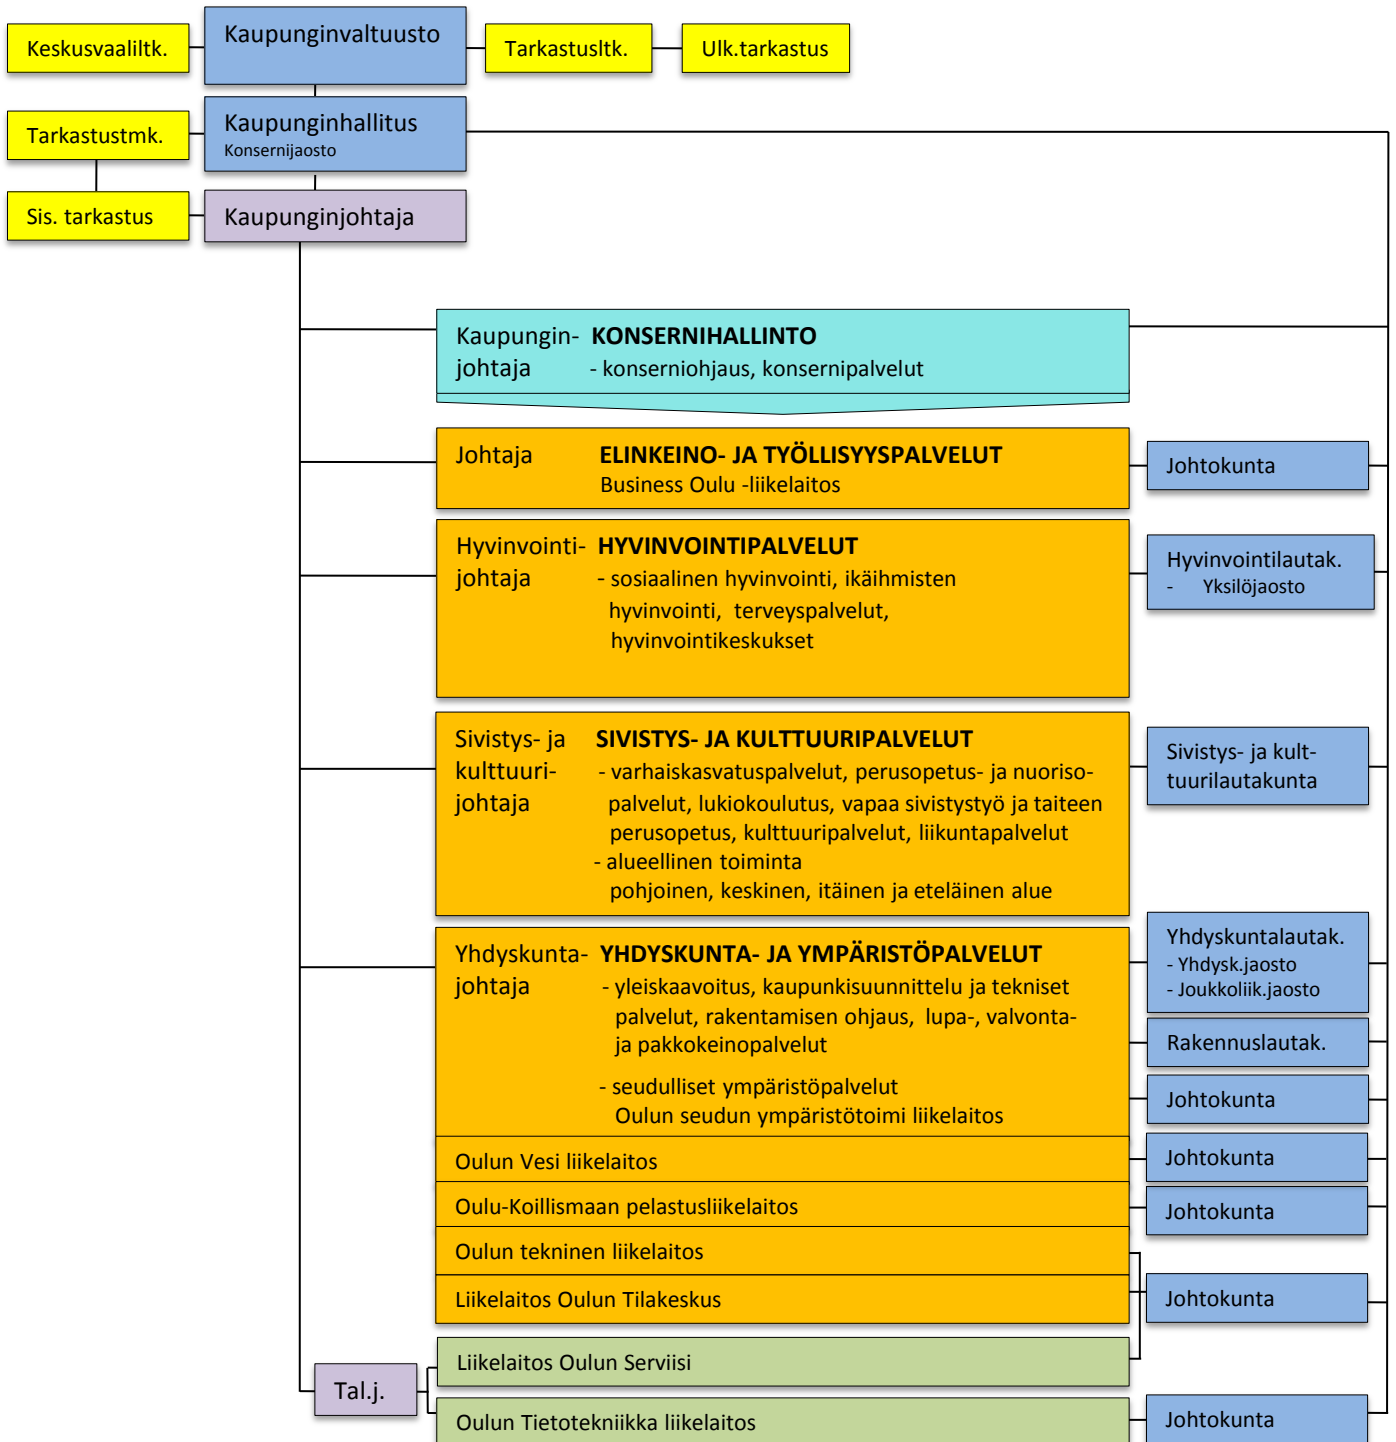 Keskusvaaliltk.
Kaupunginvaltuusto
Tarkastusltk.
Ulk.tarkastus
Tarkastustmk.
Kaupunginhallitus
Konsernijaosto
Sis. tarkastus
Kaupunginjohtaja
Kaupungin- KONSERNIHALLINTO
johtaja - konserniohjaus, konsernipalvelut
Johtaja ELINKEINO- JA TYÖLLISYYSPALVELUT
Business Oulu -liikelaitos
Johtokunta
Hyvinvointi- HYVINVOINTIPALVELUT
johtaja - sosiaalinen hyvinvointi, ikäihmisten
hyvinvointi, terveyspalvelut,
hyvinvointikeskukset
Hyvinvointilautak.
- Yksilöjaosto
Sivistys- ja SIVISTYS- JA KULTTUURIPALVELUT
kulttuuri- - varhaiskasvatuspalvelut, perusopetus- ja nuoriso-
johtaja palvelut, lukiokoulutus, vapaa sivistystyö ja taiteen
perusopetus, kulttuuripalvelut, liikuntapalvelut
- alueellinen toiminta
pohjoinen, keskinen, itäinen ja eteläinen alue
Sivistys- ja kult-
tuurilautakunta
Yhdyskunta- YHDYSKUNTA- JA YMPÄRISTÖPALVELUT
johtaja - yleiskaavoitus, kaupunkisuunnittelu ja tekniset
palvelut, rakentamisen ohjaus, lupa-, valvonta-
ja pakkokeinopalvelut
- seudulliset ympäristöpalvelut
Oulun seudun ympäristötoimi liikelaitos
Yhdyskuntalautak.
- Yhdysk.jaosto
- Joukkoliik.jaosto
Rakennuslautak.
Johtokunta
Oulun Vesi liikelaitos
Johtokunta
Oulu-Koillismaan pelastusliikelaitos
Johtokunta
Oulun tekninen liikelaitos
Liikelaitos Oulun Tilakeskus
Johtokunta
Liikelaitos Oulun Serviisi
Tal.j.
Oulun Tietotekniikka liikelaitos
Johtokunta